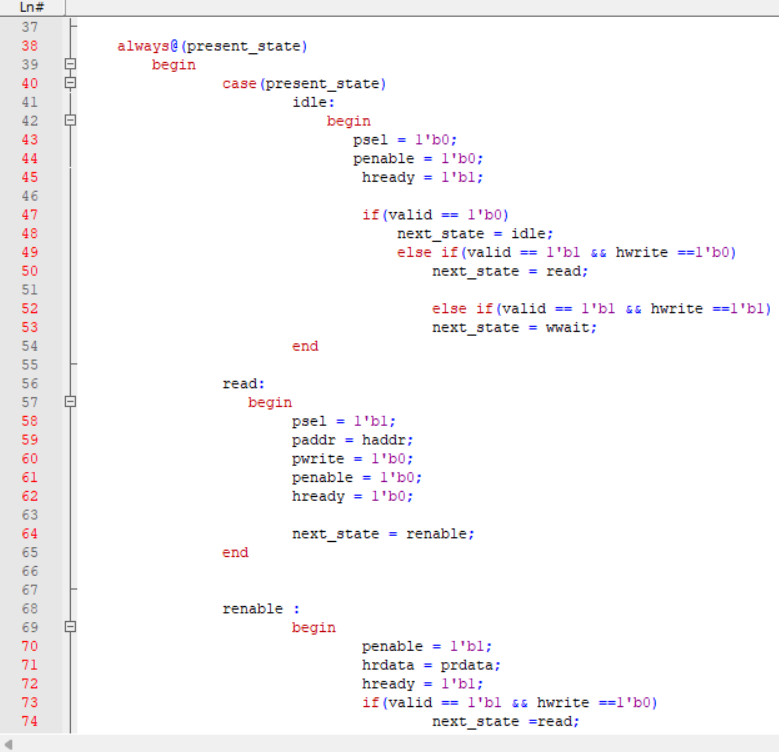 Ln#
37
38 always@(present_state)
39 begin
40 case(present_state)
41 idle:
42 begin
43 psel = 1'b0;
44 penable = 1'b0;
45 hready = 1'b1;
46
47 if(valid == 1'b0)
48 next_state = idle;
49 else if(valid == 1'b1 && hwrite ==1'b0)
50 next_state = read;
51
52 else if(valid == 1'b1 && hwrite ==1'b1)
53 next_state = wwait;
54 end
55
56 read:
57 begin
58 psel = 1'b1;
59 paddr = haddr;
60 pwrite = 1'b0;
61 penable = 1'b0;
62 hready = 1'b0;
63
64 next_state = renable;
65 end
66
67
68 renable :
69 begin
70 penable = 1'b1;
71 hrdata = prdata;
72 hready = 1'b1;
73 if(valid == 1'b1 && hwrite ==1'b0)
74 next_state =read;